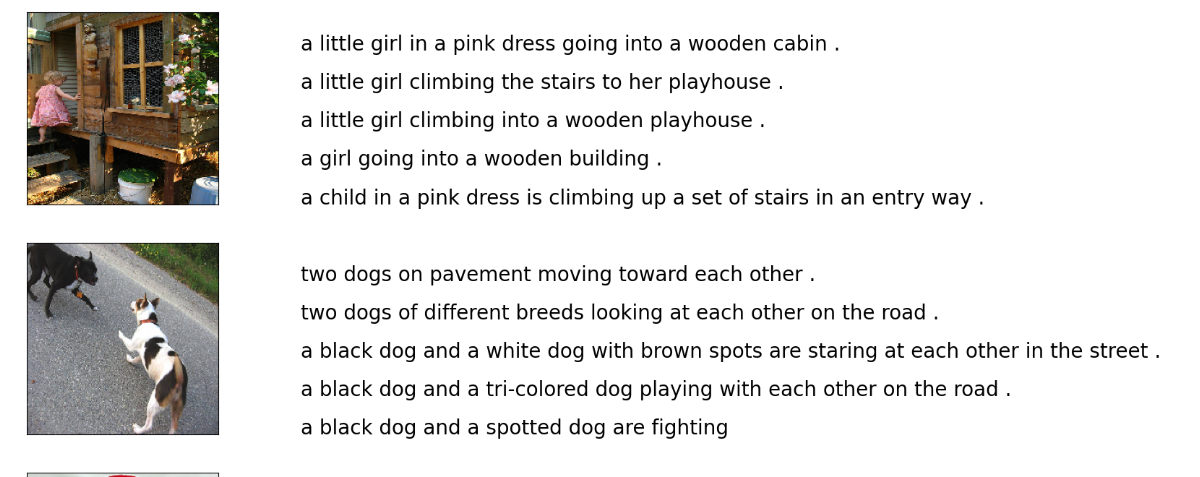 a little girl in a pink dress going into a wooden cabin .
a little girl climbing the stairs to her playhouse .
a little girl climbing into a wooden playhouse .
a girl going into a wooden building .
a child in a pink dress is climbing up a set of stairs in an entry way .
two dogs on pavement moving toward each other .
two dogs of different breeds looking at each other on the road .
a black dog and a white dog with brown spots are staring at each other in the street .
a black dog and a tri-colored dog playing with each other on the road .
a black dog and a spotted dog are fighting